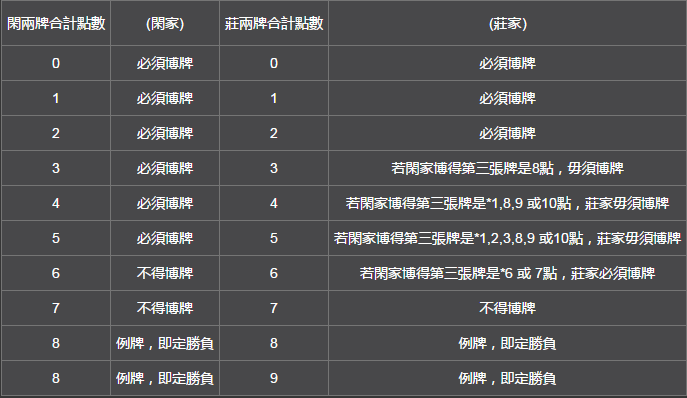 閑兩牌合計點數 (閑家) 莊兩牌合計點數 (莊家)
0 必須博牌 0 必須博牌
1 必須博牌 1 必須博牌
2 必須博牌 2 必須博牌
3 必須博牌 3 若閑家博得第三張牌是8點，毋須博牌
4 必須博牌 4 若閑家博得第三張牌是*1,8,9 或10點，莊家毋須博牌
5 必須博牌 5 若閑家博得第三張牌是*1,2,3,8,9 或10點，莊家毋須博牌
6 不得博牌 6 若閑家博得第三張牌是*6 或 7點，莊家必須博牌
7 不得博牌 7 不得博牌
8 例牌，即定勝負 8 例牌，即定勝負
8 例牌，即定勝負 9 例牌，即定勝負